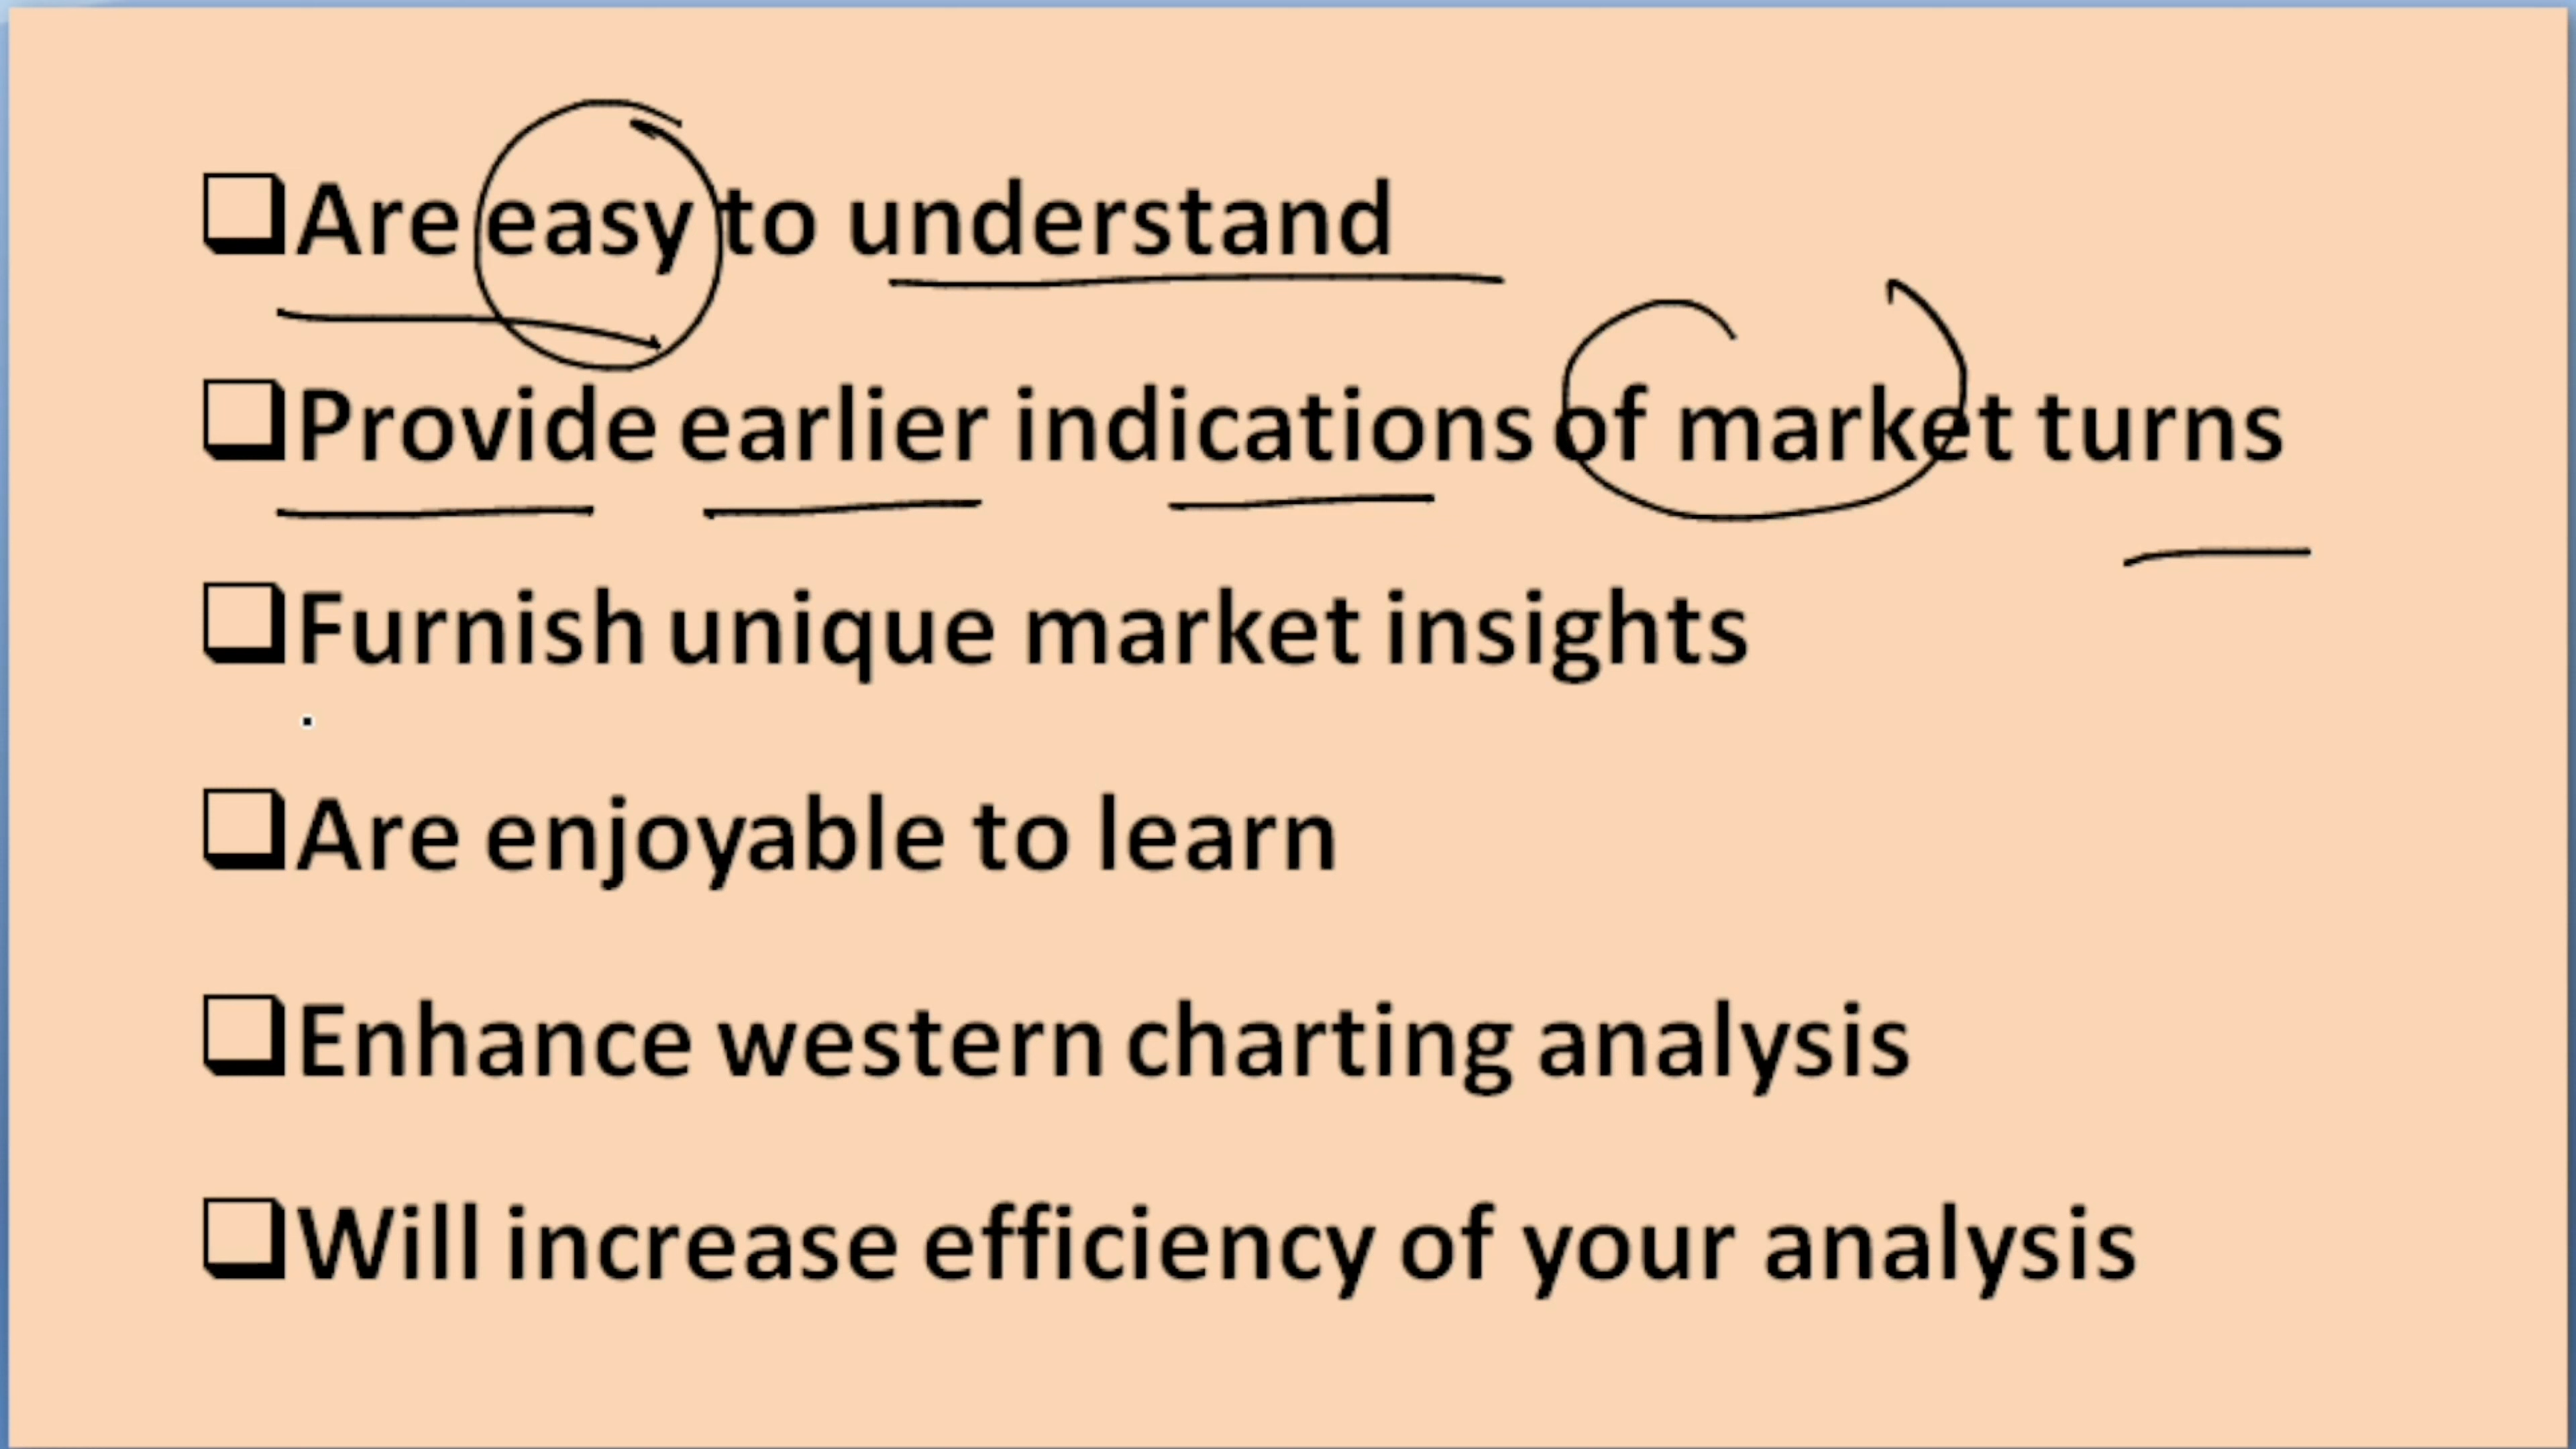 Are easy to understand
Provide earlier indications of market turns
Furnish unique market insights
Are enjoyable to learn
Enhance western charting analysis
Will increase efficiency of your analysis